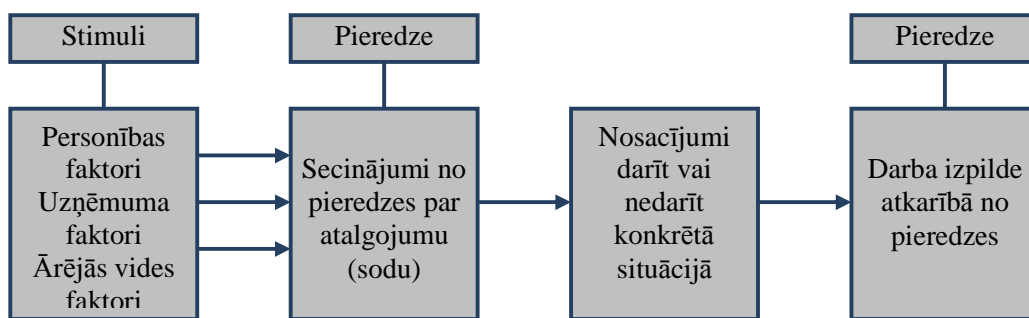 Stimuli
Pieredze
Pieredze
Personības
faktori
Uzņēmuma
faktori
Ārējās vides
faktori
Secinājumi no
pieredzes par
atalgojumu
(sodu)
Nosacījumi
darīt vai
nedarīt
konkrētā
situācijā
Darba izpilde
atkarībā no
pieredzes